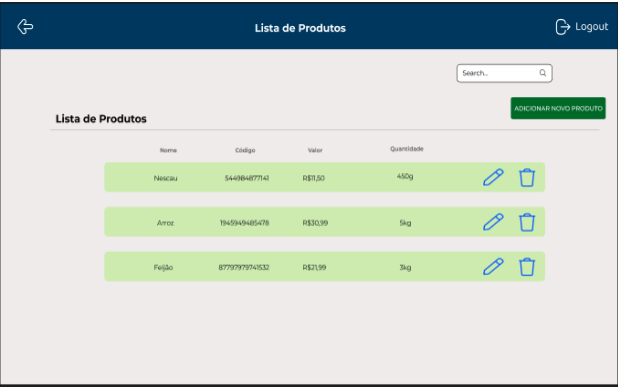 Lista de Produtos
Logout
Search..
ADICIONAR NOVO PRODUTO
Lista de Produtos
Nome Código Valor Quantidade
Nescau 544984877141 R$11,50 450g
Arroz 1945949485478 R$30,99 5kg
Feijão 87797979741532 R$21,99 3kg